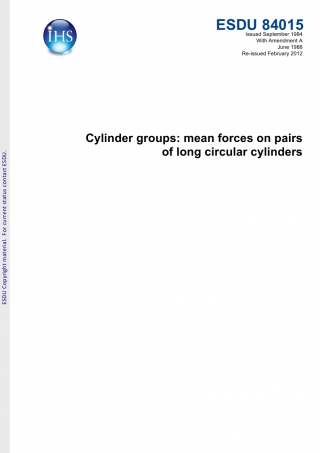 IHS
ESDU 84015
Issued September 1984
With Amendment A
June 1988
Re-issued February 2012
Cylinder groups: mean forces on pairs
of long circular cylinders
ESDU Copyright material. For current status contact ESDU.